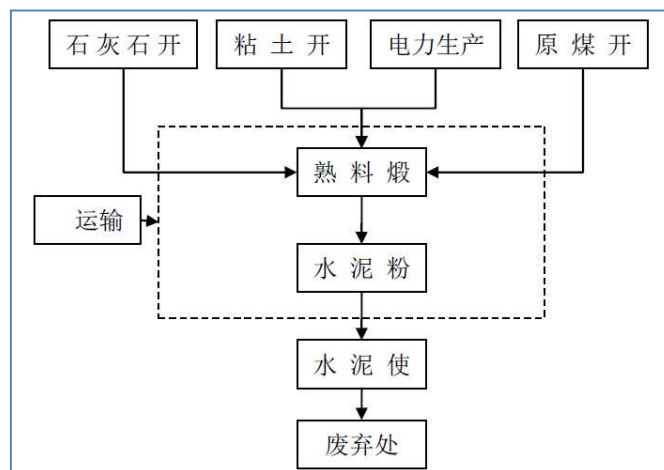 石灰石开
粘土开
电力生产
原煤开
熟料煅
运输
水泥粉
水泥使
废弃处